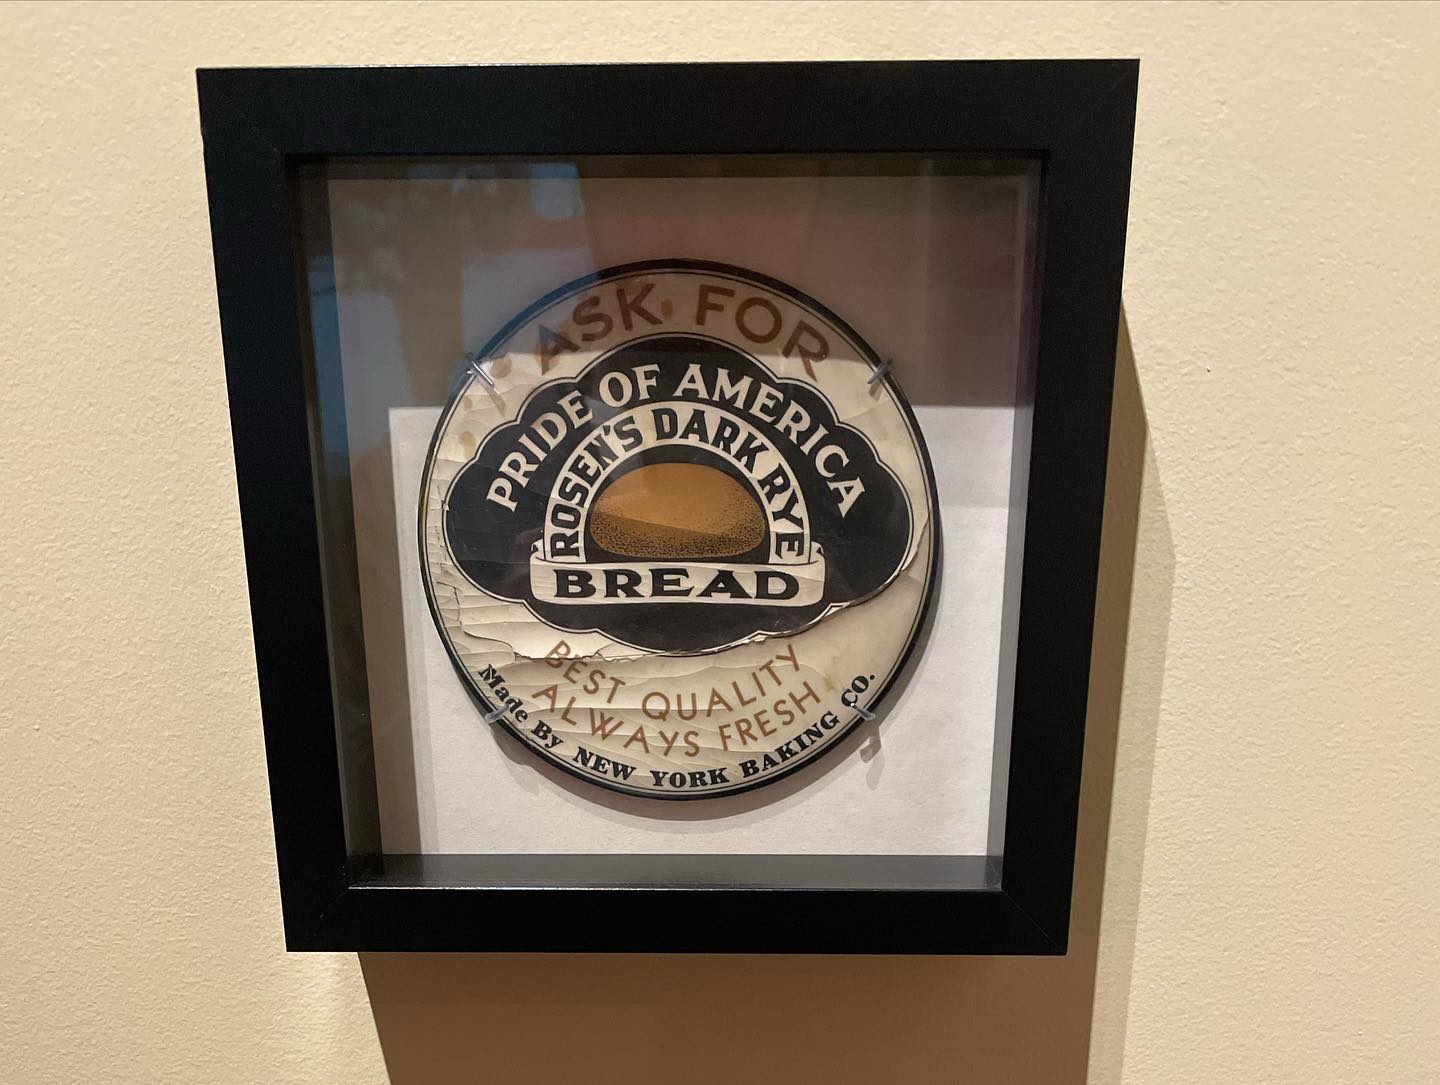 ASK FOR
PRIDE OF AMERICA
ROSEN'S DARK RYE
BREAD
BEST QUALITY
ALWAYS FRESH
Made By NEW YORK BAKING CO.